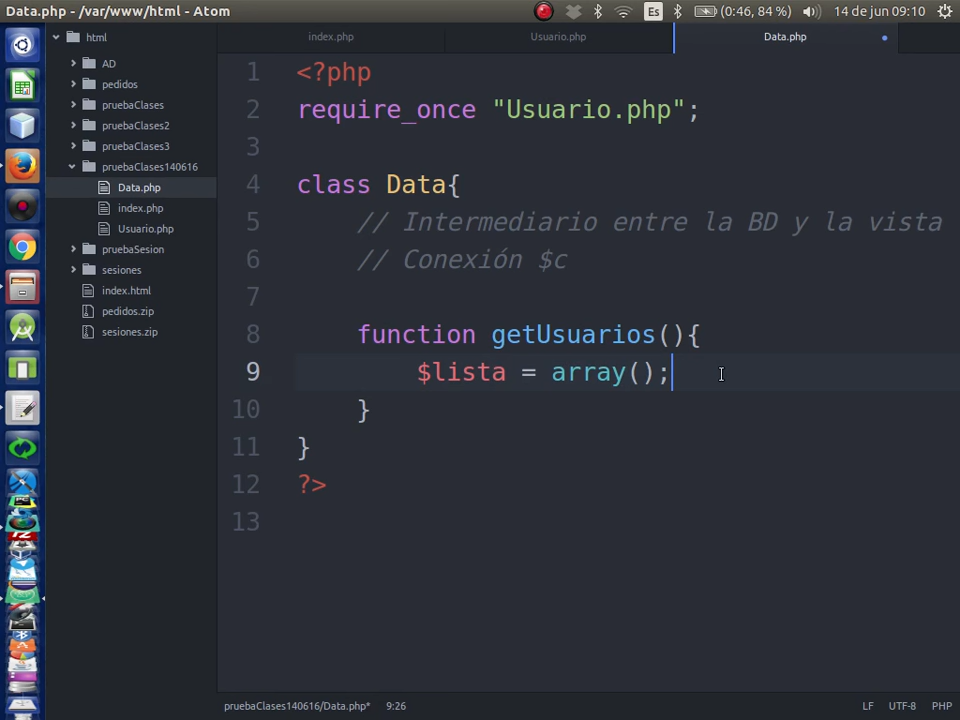 Data.php - /var/www/html - Atom
Es
(0:46, 84 %)
14 de jun 09:10
html
AD
pedidos
pruebaClases
pruebaClases2
pruebaClases3
pruebaClases140616
Data.php
index.php
Usuario.php
pruebaSesion
sesiones
index.html
pedidos.zip
sesiones.zip
index.php
Usuario.php
Data.php
1 <?php
2 require_once "Usuario.php";
3
4 class Data{
5 // Intermediario entre la BD y la vista
6 // Conexión $c
7
8 function getUsuarios(){
9 $lista = array();
10 }
11 }
12 ?>
13
pruebaClases140616/Data.php* 9:26
LF UTF-8 PHP